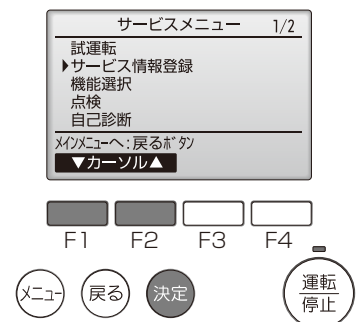 サービスメニュー 1/2
試運転
▶サービス情報登録
機能選択
点検
自己診断
ﾒｲﾝﾒﾆｭｰへ:戻るﾎﾞﾀﾝ
▼カーソル▲
F1 F2 F3 F4
メニュー 戻る 決定 運転
停止